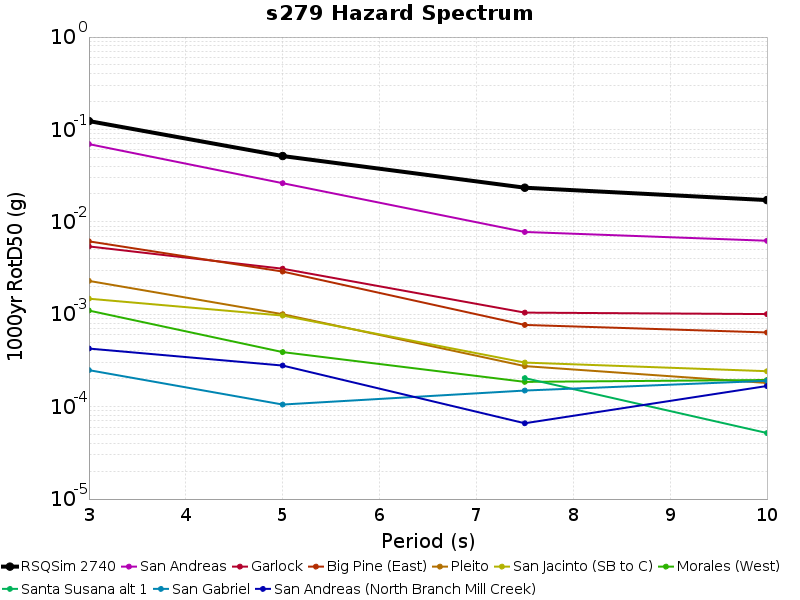 s279 Hazard Spectrum
1000yr RotD50 (g)
10^0
10^-1
10^-2
10^-3
10^-4
10^-5
3 4 5 6 7 8 9 10
Period (s)
RSQSim 2740 San Andreas Garlock Big Pine (East) Pleito San Jacinto (SB to C) Morales (West)
Santa Susana alt 1 San Gabriel San Andreas (North Branch Mill Creek)